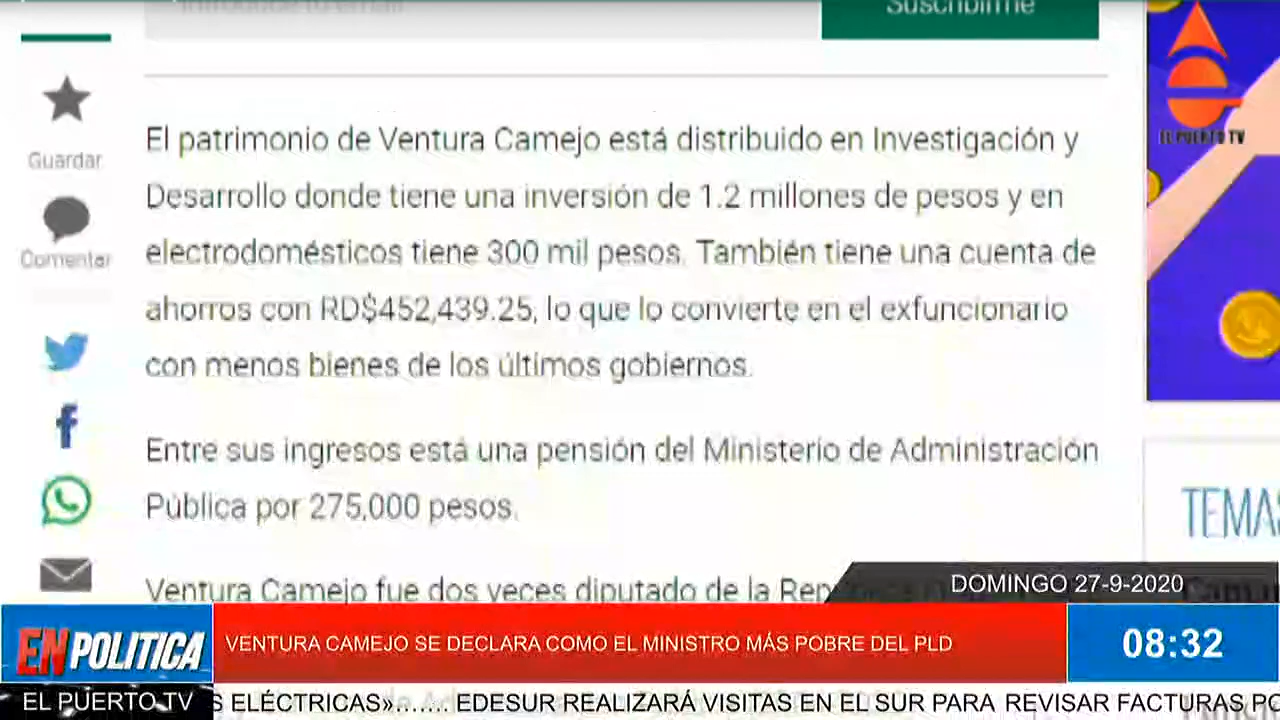 Suscribirme
EL PUERTO TV
Guardar
Comentar
El patrimonio de Ventura Camejo está distribuido en Investigación y
Desarrollo donde tiene una inversión de 1.2 millones de pesos y en
electrodomésticos tiene 300 mil pesos. También tiene una cuenta de
ahorros con RD$452,439.25, lo que lo convierte en el exfuncionario
con menos bienes de los últimos gobiernos.
Entre sus ingresos está una pensión del Ministerio de Administración
Pública por 275,000 pesos.
TEMAS
Ventura Camejo fue dos veces diputado de la
DOMINGO 27-9-2020
EN POLITICA
VENTURA CAMEJO SE DECLARA COMO EL MINISTRO MÁS POBRE DEL PLD
08:32
EL PUERTO TV
S ELÉCTRICAS»....... EDESUR REALIZARÁ VISITAS EN EL SUR PARA REVISAR FACTURAS PO